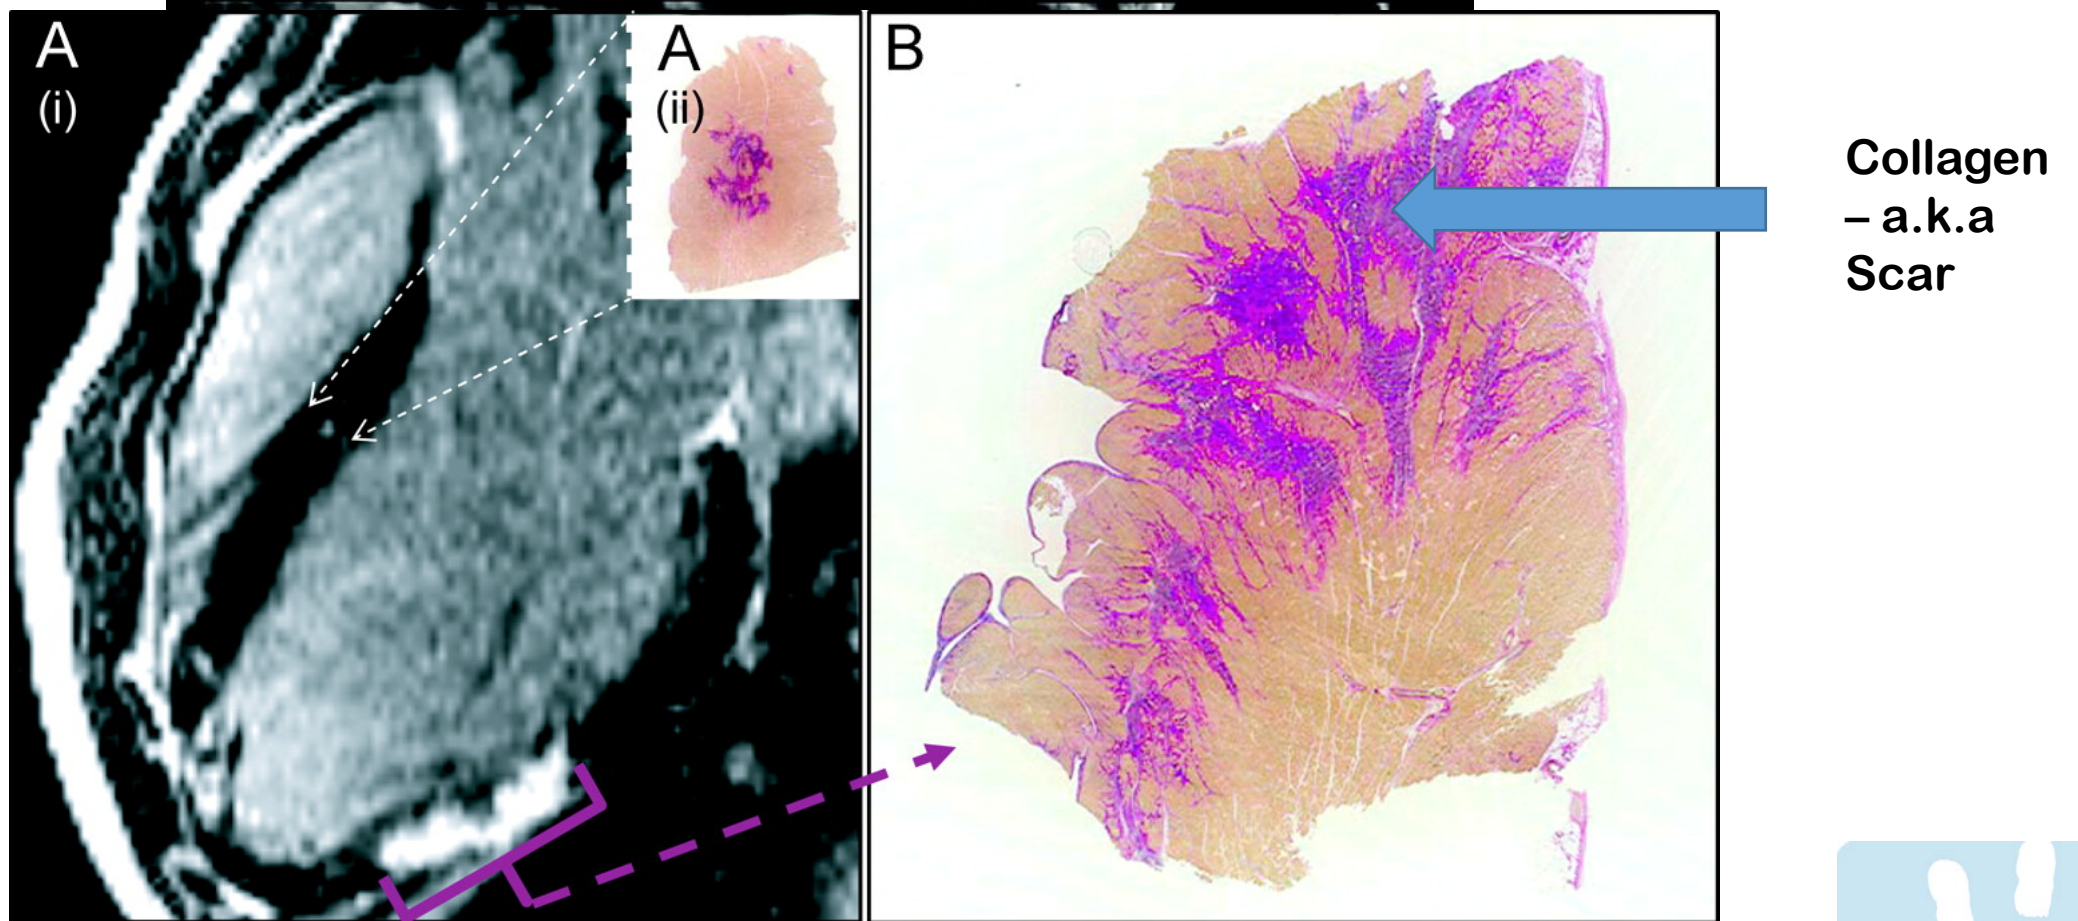 A
(i)
A
(ii)
B
Collagen
– a.k.a
Scar